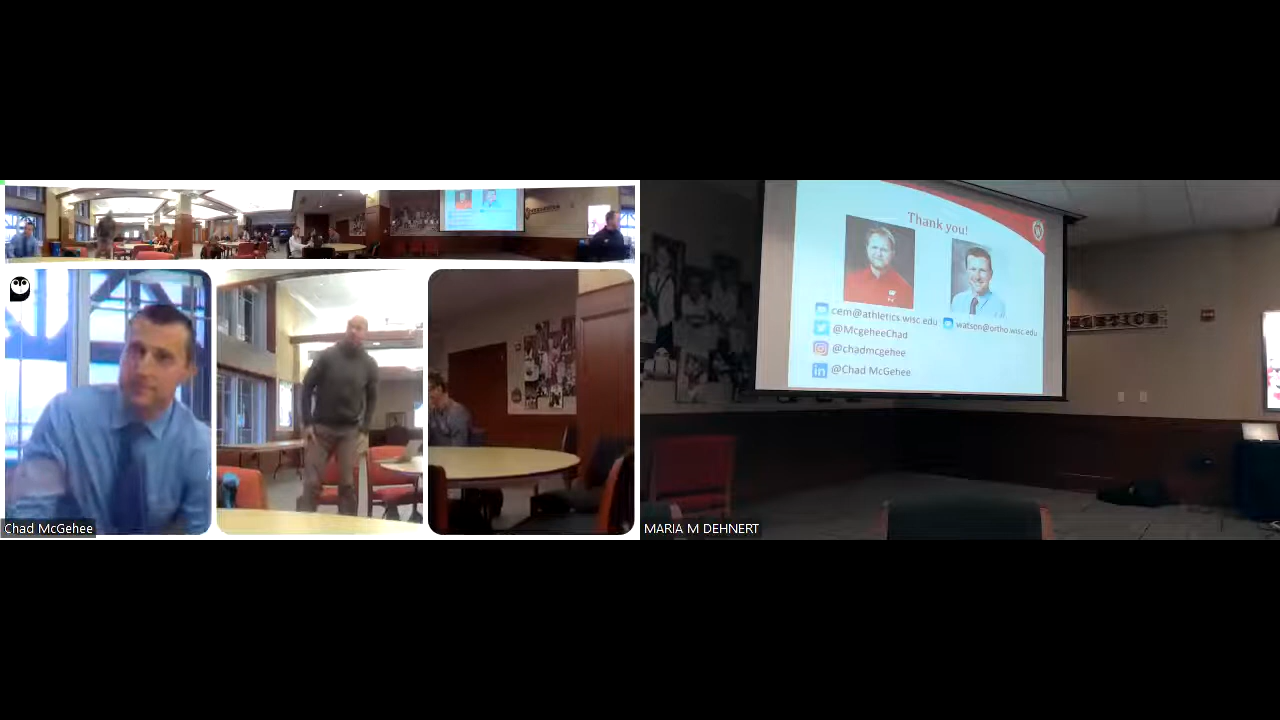 Chad McGehee
Thank you!
cem@athletics.wisc.edu
watson@ortho.wisc.edu
@McgeheeChad
@chadmcgehee
@Chad McGehee
MARIA M DEHNERT